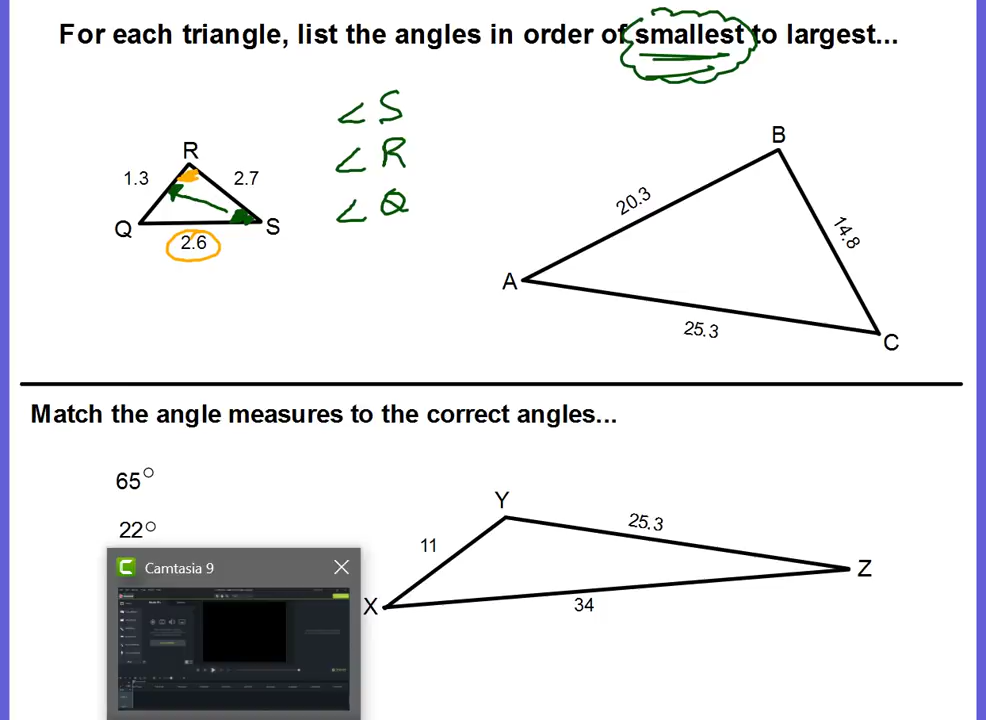 For each triangle, list the angles in order of smallest to largest...
∠S
∠R
∠Q
R
1.3
2.7
Q
S
2.6
B
20.3
14.8
A
25.3
C
Match the angle measures to the correct angles...
65°
22°
Camtasia 9
Y
11
25.3
Z
X
34